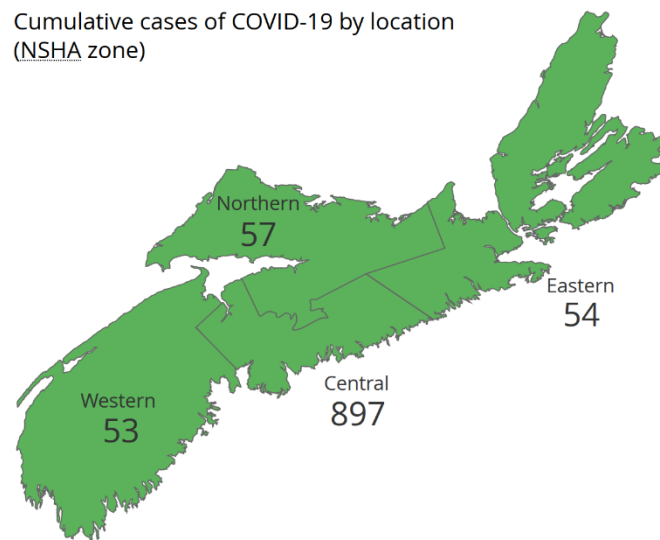 Cumulative cases of COVID-19 by location
(NSHA zone)
Northern
57
Eastern
54
Central
897
Western
53